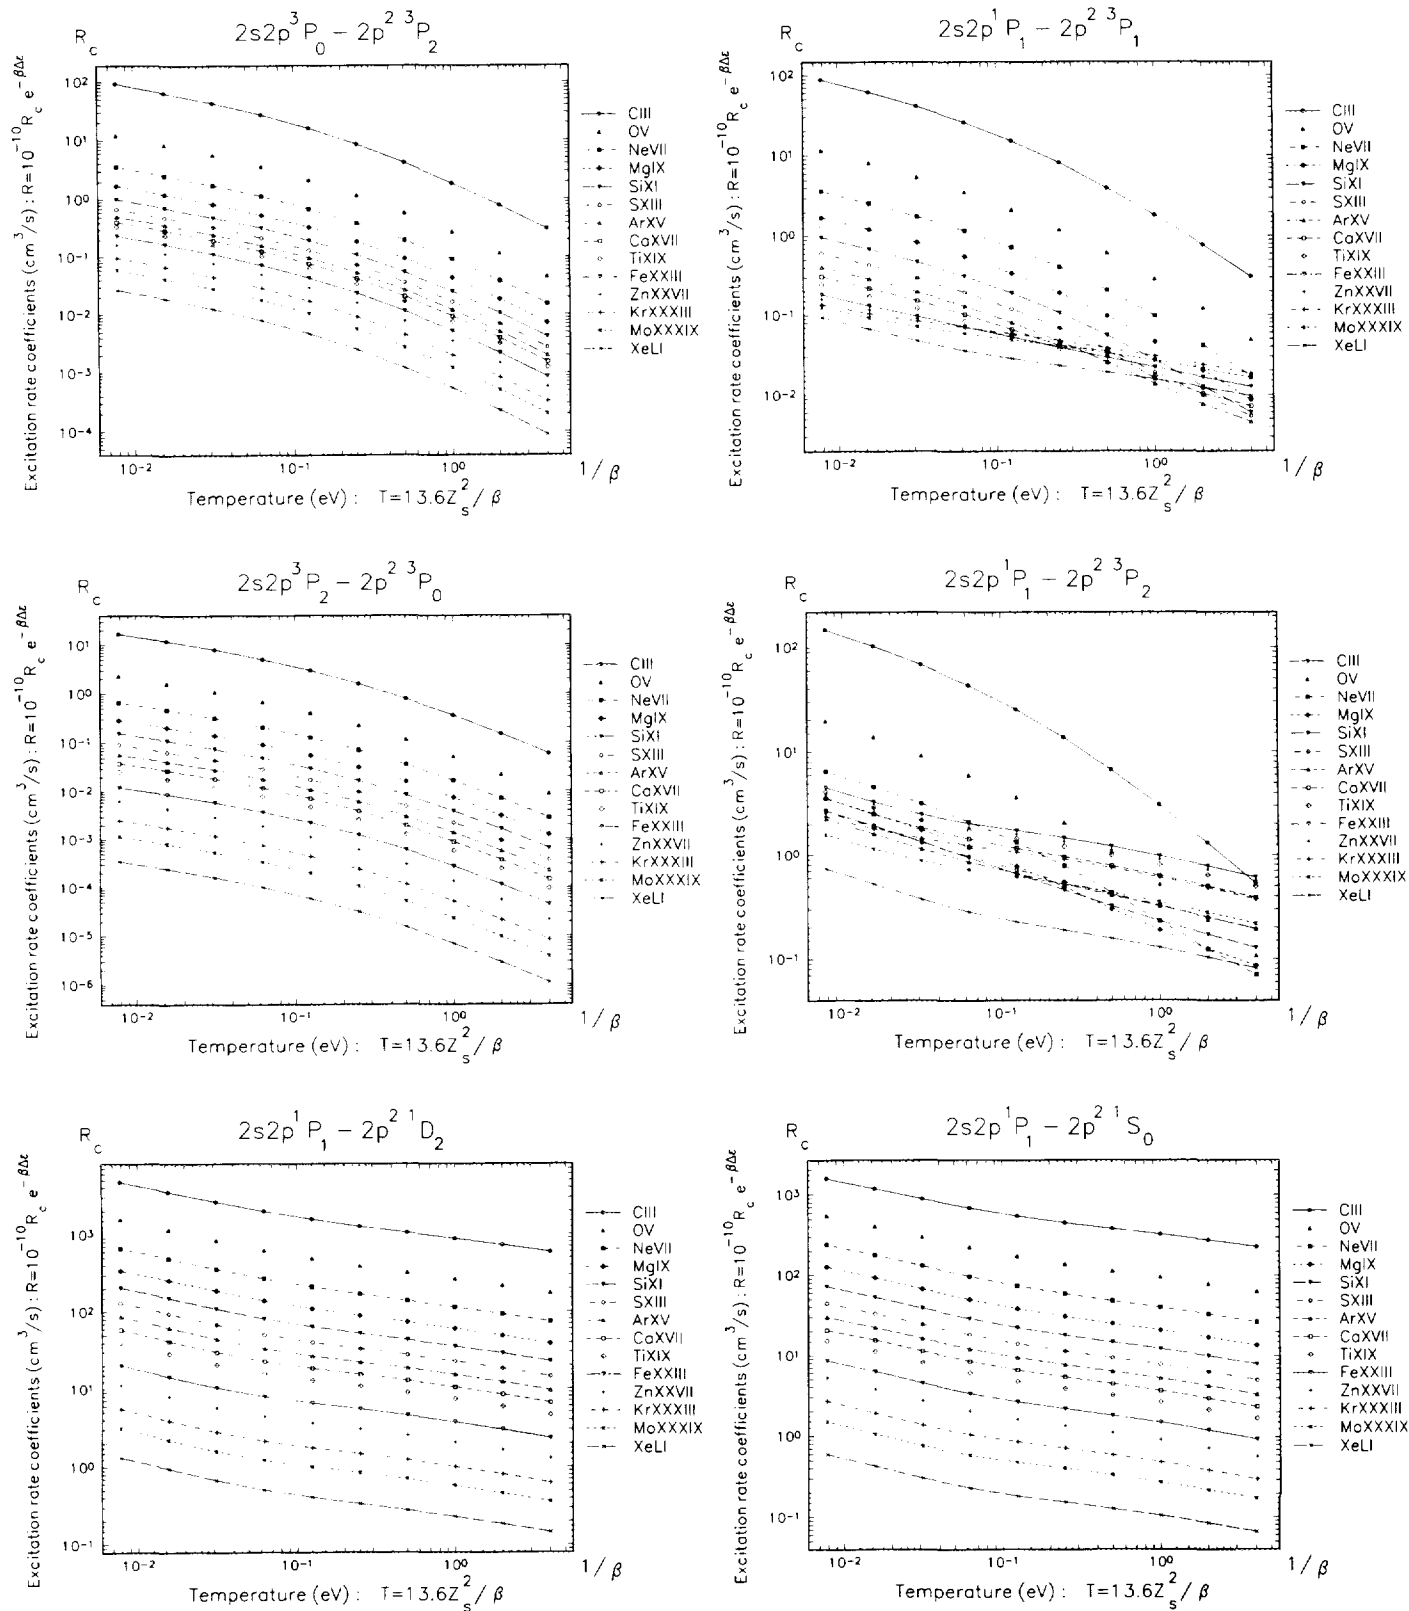 R_c 2s2p ³P₀ − 2p² ³P₂
Excitation rate coefficients (cm³/s) : R=10⁻¹⁰R_c e^{-βΔε}
10²
10¹
10⁰
10⁻¹
10⁻²
10⁻³
10⁻⁴
10⁻² 10⁻¹ 10⁰ 1/β
Temperature (eV) : T=13.6Z_s²/β
CIII
OV
NeVII
MgIX
SiXI
SXIII
ArXV
CaXVII
TiXIX
FeXXIII
ZnXXVII
KrXXXIII
MoXXXIX
XeLI
R_c 2s2p ¹P₁ − 2p² ³P₁
Excitation rate coefficients (cm³/s) : R=10⁻¹⁰R_c e^{-βΔε}
10²
10¹
10⁰
10⁻¹
10⁻²
10⁻² 10⁻¹ 10⁰ 1/β
Temperature (eV) : T=13.6Z_s²/β
CIII
OV
NeVII
MgIX
SiXI
SXIII
ArXV
CaXVII
TiXIX
FeXXIII
ZnXXVII
KrXXXIII
MoXXXIX
XeLI
R_c 2s2p ³P₂ − 2p² ³P₀
Excitation rate coefficients (cm³/s) : R=10⁻¹⁰R_c e^{-βΔε}
10¹
10⁰
10⁻¹
10⁻²
10⁻³
10⁻⁴
10⁻⁵
10⁻⁶
10⁻² 10⁻¹ 10⁰ 1/β
Temperature (eV) : T=13.6Z_s²/β
CIII
OV
NeVII
MgIX
SiXI
SXIII
ArXV
CaXVII
TiXIX
FeXXIII
ZnXXVII
KrXXXIII
MoXXXIX
XeLI
R_c 2s2p ¹P₁ − 2p² ³P₂
Excitation rate coefficients (cm³/s) : R=10⁻¹⁰R_c e^{-βΔε}
10²
10¹
10⁰
10⁻¹
10⁻² 10⁻¹ 10⁰ 1/β
Temperature (eV) : T=13.6Z_s²/β
CIII
OV
NeVII
MgIX
SiXI
SXIII
ArXV
CaXVII
TiXIX
FeXXIII
ZnXXVII
KrXXXIII
MoXXXIX
XeLI
R_c 2s2p ¹P₁ − 2p² ¹D₂
Excitation rate coefficients (cm³/s) : R=10⁻¹⁰R_c e^{-βΔε}
10³
10²
10¹
10⁰
10⁻¹
10⁻² 10⁻¹ 10⁰ 1/β
Temperature (eV) : T=13.6Z_s²/β
CIII
OV
NeVII
MgIX
SiXI
SXIII
ArXV
CaXVII
TiXIX
FeXXIII
ZnXXVII
KrXXXIII
MoXXXIX
XeLI
R_c 2s2p ¹P₁ − 2p² ¹S₀
Excitation rate coefficients (cm³/s) : R=10⁻¹⁰R_c e^{-βΔε}
10³
10²
10¹
10⁰
10⁻¹
10⁻² 10⁻¹ 10⁰ 1/β
Temperature (eV) : T=13.6Z_s²/β
CIII
OV
NeVII
MgIX
SiXI
SXIII
ArXV
CaXVII
TiXIX
FeXXIII
ZnXXVII
KrXXXIII
MoXXXIX
XeLI